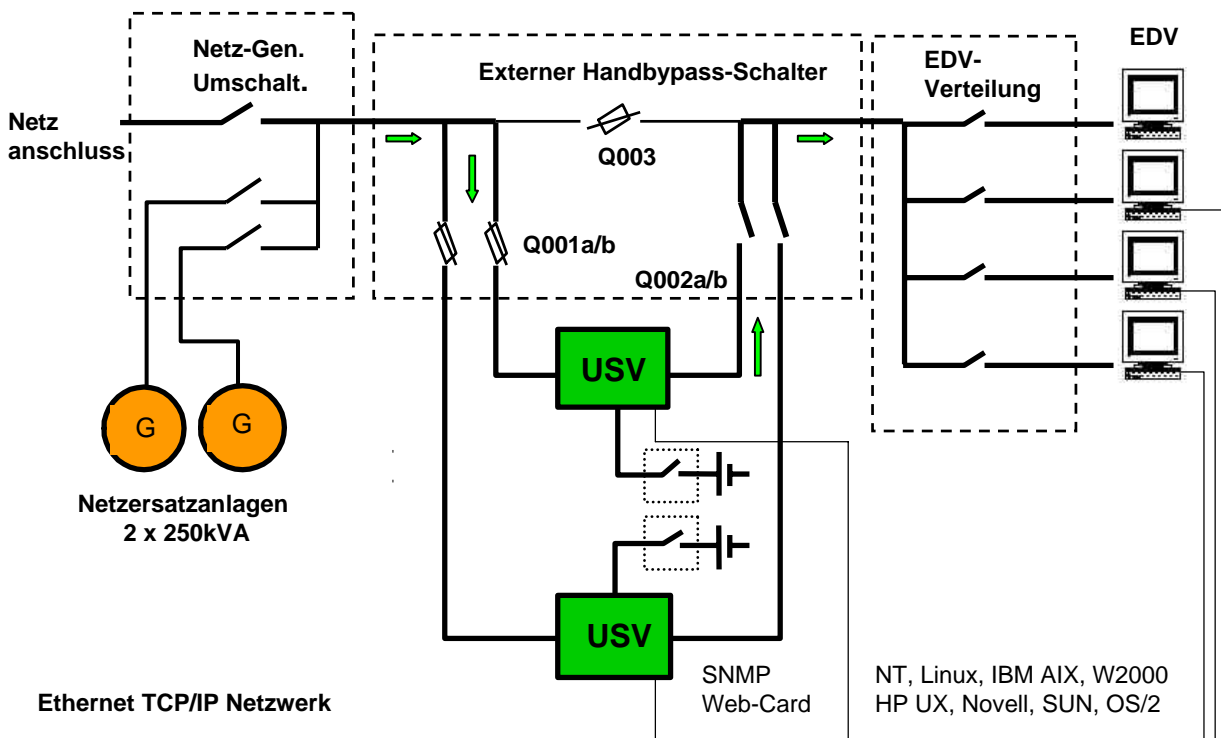 Netz-Gen.
Umschalt.
Externer Handbypass-Schalter
EDV-
Verteilung
EDV
Netz
anschluss
Q003
Q001a/b
Q002a/b
USV
G
G
Netzersatzanlagen
2 x 250kVA
USV
Ethernet TCP/IP Netzwerk
SNMP
Web-Card
NT, Linux, IBM AIX, W2000
HP UX, Novell, SUN, OS/2